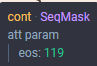 cont · SeqMask
att param
eos: 119